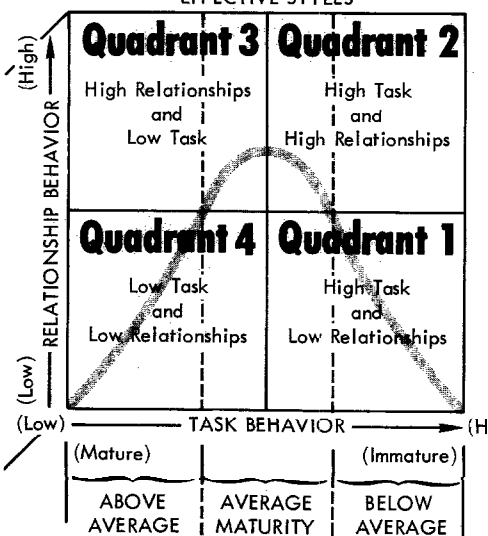 EFFECTIVE STYLES
Quadrant 3
High Relationships
and
Low Task
Quadrant 2
High Task
and
High Relationships
Quadrant 4
Low Task
and
Low Relationships
Quadrant 1
High Task
and
Low Relationships
(High)
RELATIONSHIP BEHAVIOR
(Low)
(Low)
TASK BEHAVIOR
(H
(Mature)
(Immature)
ABOVE
AVERAGE
AVERAGE
MATURITY
BELOW
AVERAGE